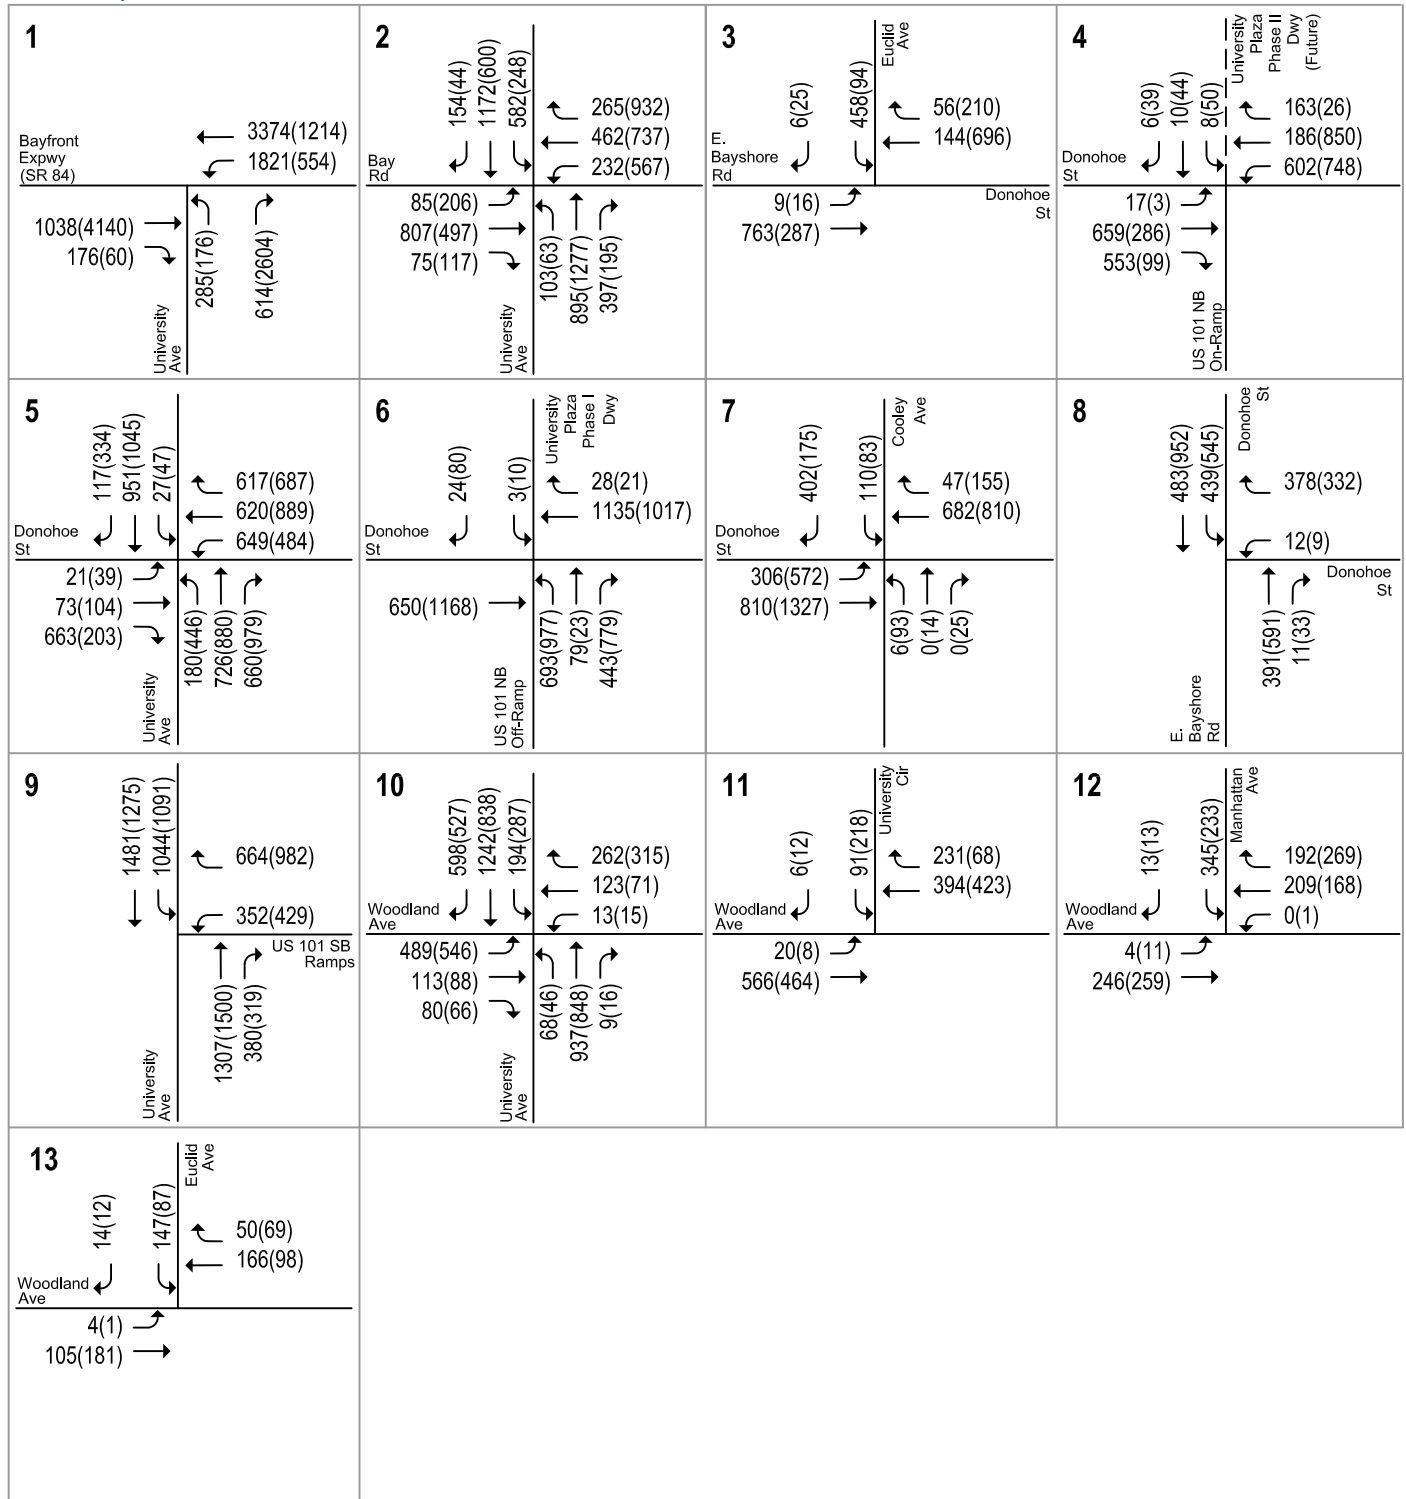 1
Bayfront
Expwy
(SR 84)
3374(1214)
1821(554)
1038(4140)
176(60)
285(176)
614(2604)
University
Ave
2
154(44)
1172(600)
582(248)
265(932)
462(737)
232(567)
Bay
Rd
85(206)
807(497)
75(117)
103(63)
895(1277)
397(195)
University
Ave
3
6(25)
458(94)
Euclid
Ave
56(210)
144(696)
E.
Bayshore
Rd
Donohoe
St
9(16)
763(287)
4
6(39)
10(44)
8(50)
University
Plaza
Phase II
Dwy
(Future)
163(26)
186(850)
602(748)
Donohoe
St
17(3)
659(286)
553(99)
US 101 NB
On-Ramp
5
117(334)
951(1045)
27(47)
617(687)
620(889)
649(484)
Donohoe
St
21(39)
73(104)
663(203)
180(446)
726(880)
660(979)
University
Ave
6
24(80)
3(10)
University
Plaza
Phase I
Dwy
28(21)
1135(1017)
Donohoe
St
650(1168)
693(977)
79(23)
443(779)
US 101 NB
Off-Ramp
7
402(175)
110(83)
Cooley
Ave
47(155)
682(810)
Donohoe
St
306(572)
810(1327)
6(93)
0(14)
0(25)
8
483(952)
439(545)
Donohoe
St
378(332)
12(9)
Donohoe
St
391(591)
11(33)
E.
Bayshore
Rd
9
1481(1275)
1044(1091)
664(982)
352(429)
US 101 SB
Ramps
1307(1500)
380(319)
University
Ave
10
598(527)
1242(838)
194(287)
262(315)
123(71)
13(15)
Woodland
Ave
489(546)
113(88)
80(66)
68(46)
937(848)
9(16)
University
Ave
11
6(12)
91(218)
University
Cir
231(68)
394(423)
Woodland
Ave
20(8)
566(464)
12
13(13)
345(233)
Manhattan
Ave
192(269)
209(168)
0(1)
Woodland
Ave
4(11)
246(259)
13
14(12)
147(87)
Euclid
Ave
50(69)
166(98)
Woodland
Ave
4(1)
105(181)